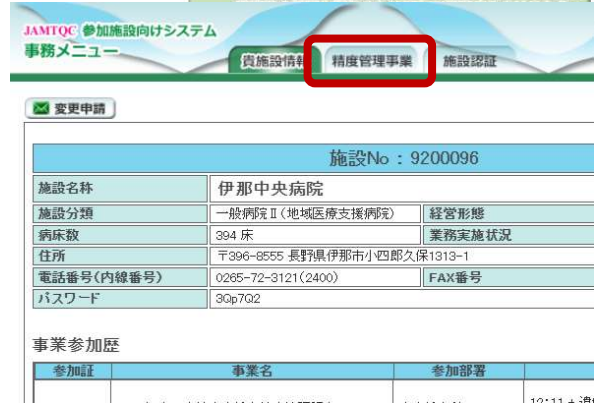 JAMTQC 参加施設向けシステム
事務メニュー
貴施設情報 精度管理事業 施設認証
変更申請
施設No : 9200096
施設名称 伊那中央病院
施設分類 一般病院Ⅱ(地域医療支援病院) 経営形態
病床数 394 床 業務実施状況
住所 〒396-8555 長野県伊那市小四郎久保1313-1
電話番号(内線番号) 0265-72-3121(2400) FAX番号
パスワード 3Qp7Q2
事業参加歴
参加証 事業名 参加部署